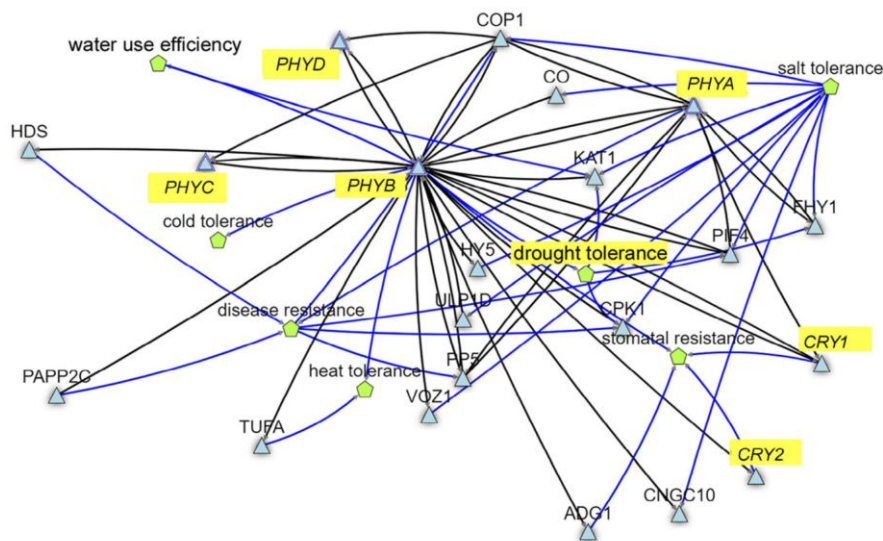 COP1
water use efficiency
PHYD
CO
PHYA
salt tolerance
HDS
KAT1
PHYC
PHYB
cold tolerance
FHY1
PIF4
HY5
drought tolerance
ULP1D
disease resistance
CPK1
stomatal resistance
CRY1
PAPP2C
heat tolerance
PP5
VOZ1
TUFA
CRY2
CNGC10
ADG1